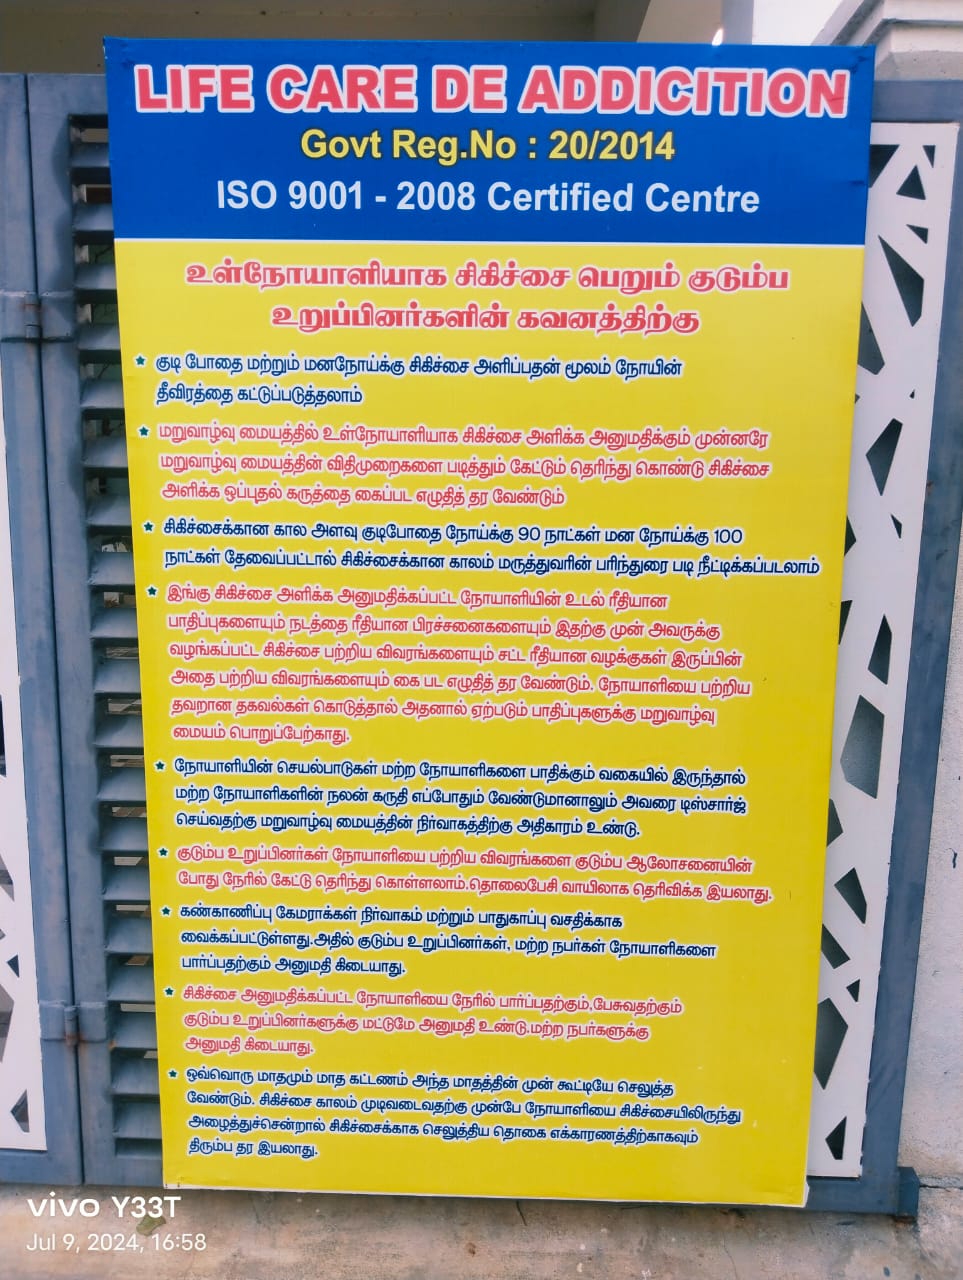 LIFE CARE DE ADDICITION
Govt Reg.No : 20/2014
ISO 9001 - 2008 Certified Centre
உள்நோயாளியாக சிகிச்சை பெறும் குடும்ப
உறுப்பினர்களின் கவனத்திற்கு
★ குடி போதை மற்றும் மனநோய்க்கு சிகிச்சை அளிப்பதன் மூலம் நோயின்
தீவிரத்தை கட்டுப்படுத்தலாம்
★ மறுவாழ்வு மையத்தில் உள்நோயாளியாக சிகிச்சை அளிக்க அனுமதிக்கும் முன்னரே
மறுவாழ்வு மையத்தின் விதிமுறைகளை படித்தும் கேட்டும் தெரிந்து கொண்டு சிகிச்சை
அளிக்க ஒப்புதல் கருத்தை கைப்பட எழுதித் தர வேண்டும்
★ சிகிச்சைக்கான கால அளவு குடிபோதை நோய்க்கு 90 நாட்கள் மன நோய்க்கு 100
நாட்கள் தேவைப்பட்டால் சிகிச்சைக்கான காலம் மருத்துவரின் பரிந்துரை படி நீட்டிக்கப்படலாம்
★ இங்கு சிகிச்சை அளிக்க அனுமதிக்கப்பட்ட நோயாளியின் உடல் ரீதியான
பாதிப்புகளையும் நடத்தை ரீதியான பிரச்சனைகளையும் இதற்கு முன் அவருக்கு
வழங்கப்பட்ட சிகிச்சை பற்றிய விவரங்களையும் சட்ட ரீதியான வழக்குகள் இருப்பின்
அதை பற்றிய விவரங்களையும் கை பட எழுதித் தர வேண்டும். நோயாளியை பற்றிய
தவறான தகவல்கள் கொடுத்தால் அதனால் ஏற்படும் பாதிப்புகளுக்கு மறுவாழ்வு
மையம் பொறுப்பேற்காது.
★ நோயாளியின் செயல்பாடுகள் மற்ற நோயாளிகளை பாதிக்கும் வகையில் இருந்தால்
மற்ற நோயாளிகளின் நலன் கருதி எப்போதும் வேண்டுமானாலும் அவரை டிஸ்சார்ஜ்
செய்வதற்கு மறுவாழ்வு மையத்தின் நிர்வாகத்திற்கு அதிகாரம் உண்டு.
★ குடும்ப உறுப்பினர்கள் நோயாளியை பற்றிய விவரங்களை குடும்ப ஆலோசனையின்
போது நேரில் கேட்டு தெரிந்து கொள்ளலாம்.தொலைபேசி வாயிலாக தெரிவிக்க இயலாது.
★ கண்காணிப்பு கேமராக்கள் நிர்வாகம் மற்றும் பாதுகாப்பு வசதிக்காக
வைக்கப்பட்டுள்ளது.அதில் குடும்ப உறுப்பினர்கள், மற்ற நபர்கள் நோயாளிகளை
பார்ப்பதற்கும் அனுமதி கிடையாது.
★ சிகிச்சை அனுமதிக்கப்பட்ட நோயாளியை நேரில் பார்ப்பதற்கும்,பேசுவதற்கும்
குடும்ப உறுப்பினர்களுக்கு மட்டுமே அனுமதி உண்டு.மற்ற நபர்களுக்கு
அனுமதி கிடையாது.
★ ஒவ்வொரு மாதமும் மாத கட்டணம் அந்த மாதத்தின் முன் கூட்டியே செலுத்த
வேண்டும். சிகிச்சை காலம் முடிவடைவதற்கு முன்பே நோயாளியை சிகிச்சையிலிருந்து
அழைத்துச்சென்றால் சிகிச்சைக்காக செலுத்திய தொகை எக்காரணத்திற்காகவும்
திரும்ப தர இயலாது.
vivo Y33T
Jul 9, 2024, 16:58